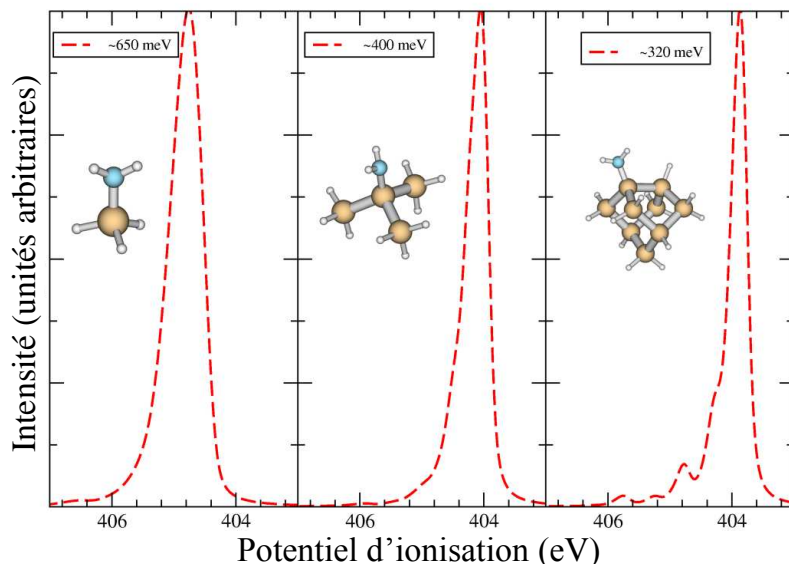 ~650 meV
~400 meV
~320 meV
Intensité (unités arbitraires)
406 404 406 404 406 404
Potentiel d’ionisation (eV)